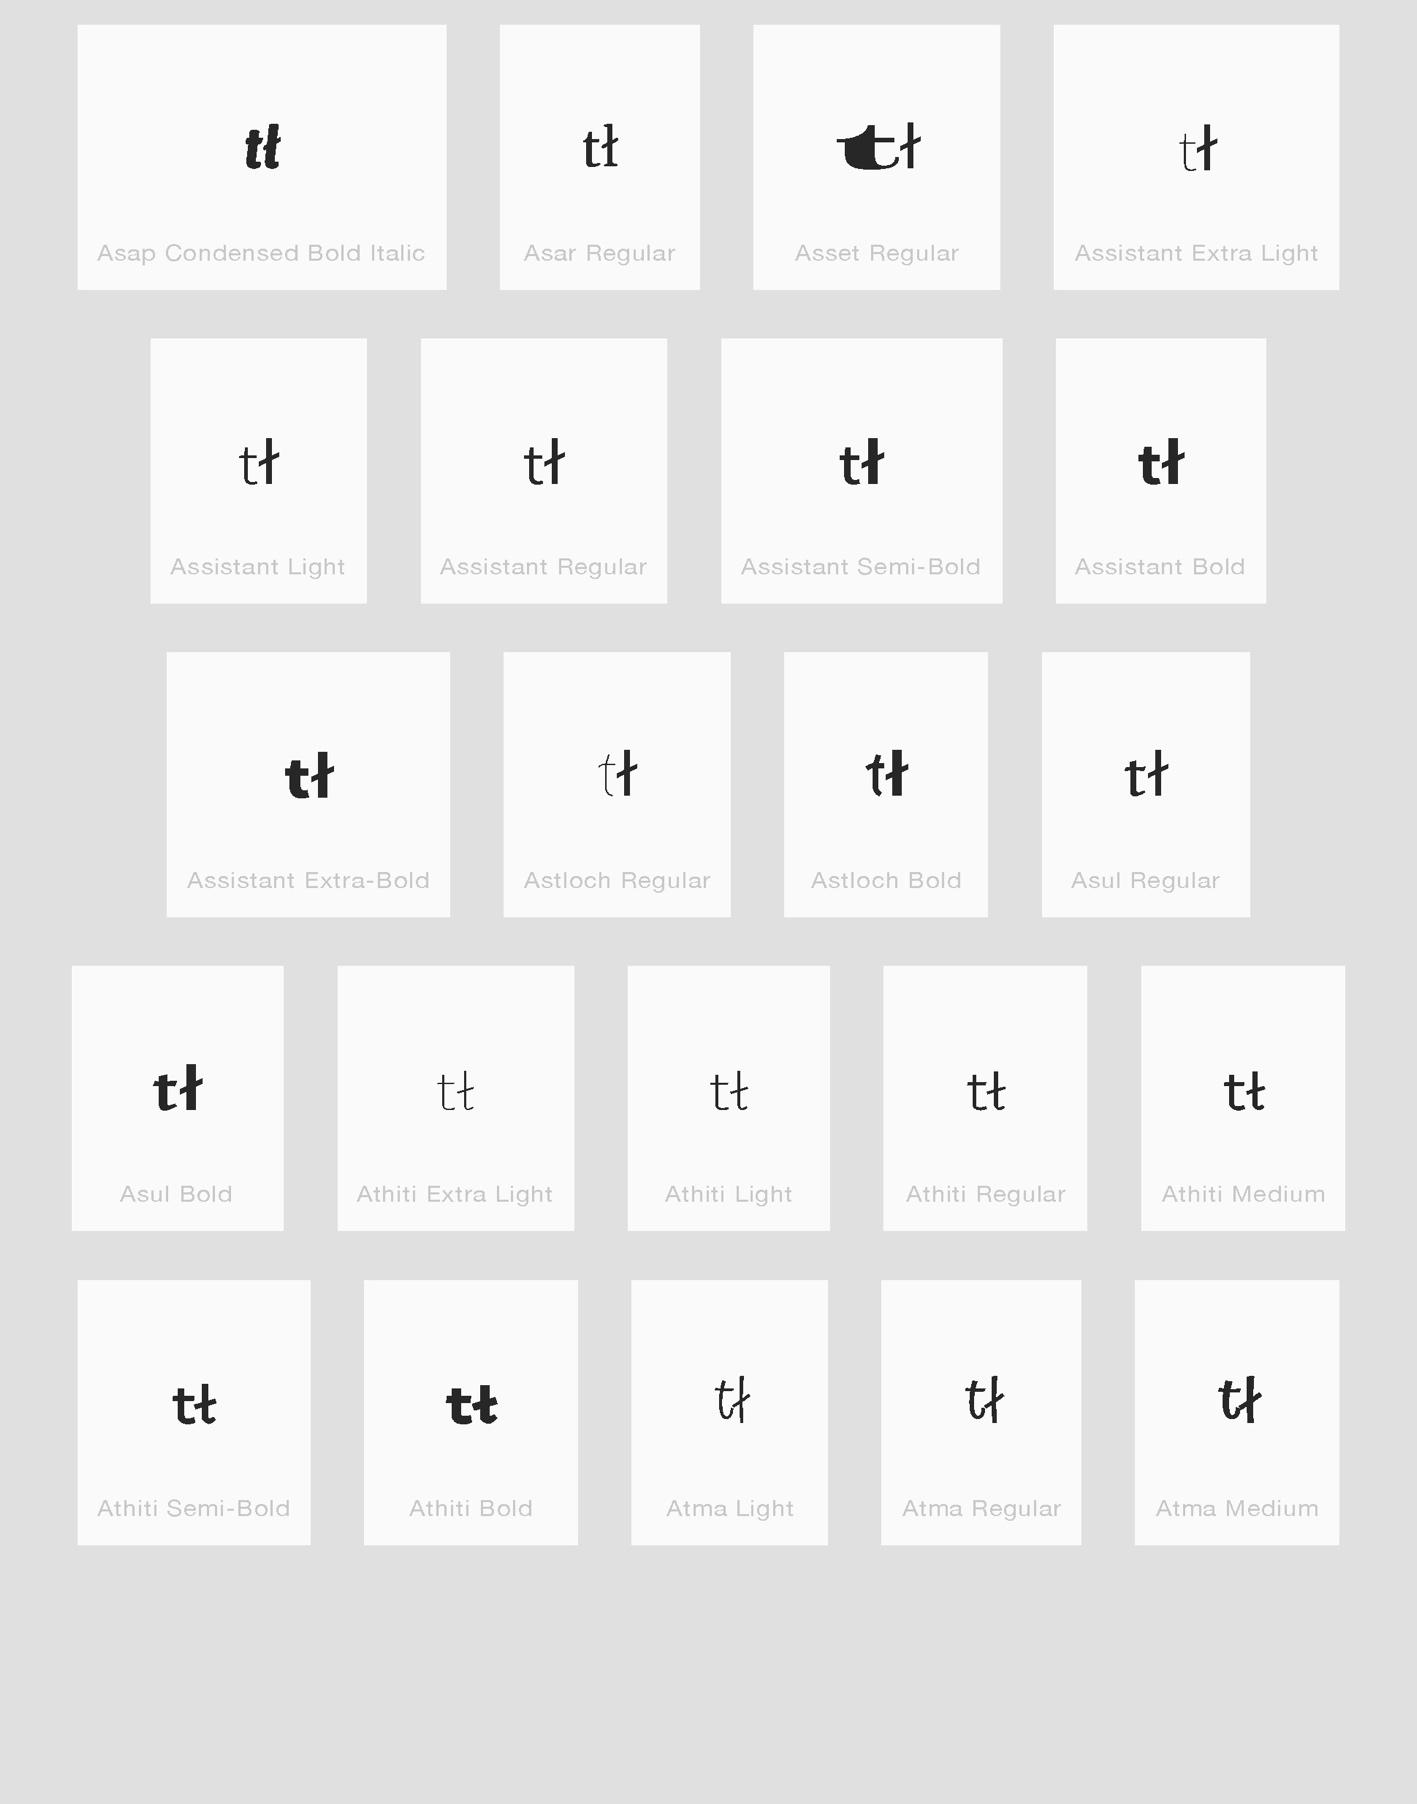 tł tł tł tł
Asap Condensed Bold Italic Asar Regular Asset Regular Assistant Extra Light
tł tł tł tł
Assistant Light Assistant Regular Assistant Semi-Bold Assistant Bold
tł tł tł tł
Assistant Extra-Bold Astloch Regular Astloch Bold Asul Regular
tł tł tł tł tł
Asul Bold Athiti Extra Light Athiti Light Athiti Regular Athiti Medium
tł tł tł tł tł
Athiti Semi-Bold Athiti Bold Atma Light Atma Regular Atma Medium